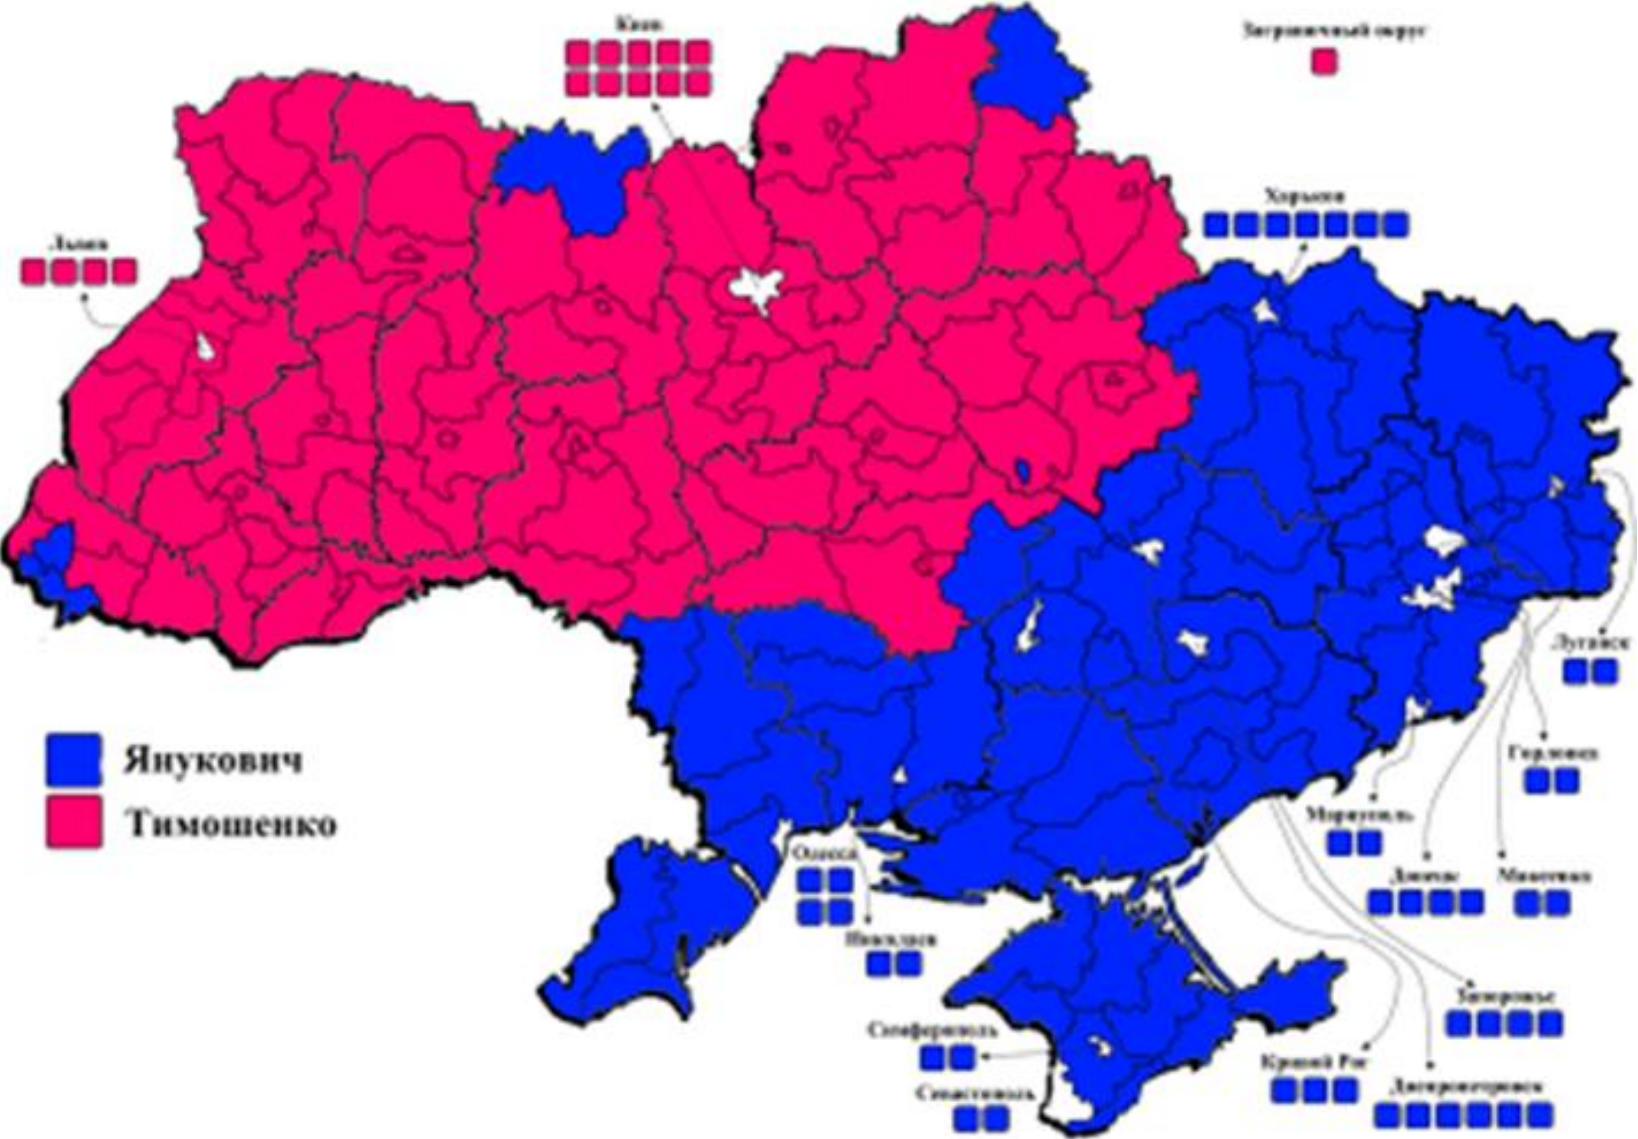 Киев
Заграничный округ
Харьков
Львов
Луганск
Горловка
Янукович
Тимошенко
Мариуполь
Одесса
Донецк
Макеевка
Николаев
Запорожье
Симферополь
Кривой Рог
Севастополь
Днепропетровск